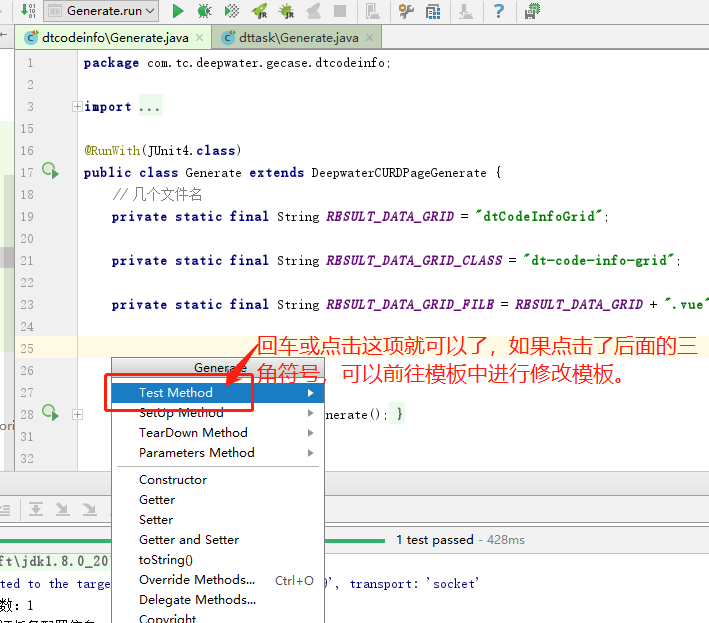 Generate.run
dtcodeinfo\Generate.java
dttask\Generate.java
1 package com.tc.deepwater.gecase.dtcodeinfo;
2
3 import ...
15
16 @RunWith(JUnit4.class)
17 public class Generate extends DeepwaterCURDPageGenerate {
18 // 几个文件名
19 private static final String RESULT_DATA_GRID = "dtCodeInfoGrid";
20
21 private static final String RESULT_DATA_GRID_CLASS = "dt-code-info-grid";
22
23 private static final String RESULT_DATA_GRID_FILE = RESULT_DATA_GRID + ".vue"
24
25
回车或点击这项就可以了，如果点击了后面的三
角符号，可以前往模板中进行修改模板。
26
Generate
27
Test Method
28
SetUp Method
nerate(); }
31
TearDown Method
32
Parameters Method
Constructor
Getter
Setter
Getter and Setter
toString()
Override Methods... Ctrl+O
Delegate Methods...
Copyright
1 test passed - 428ms
ft\jdk1.8.0_20
ted to the targe
', transport: 'socket'
数：1